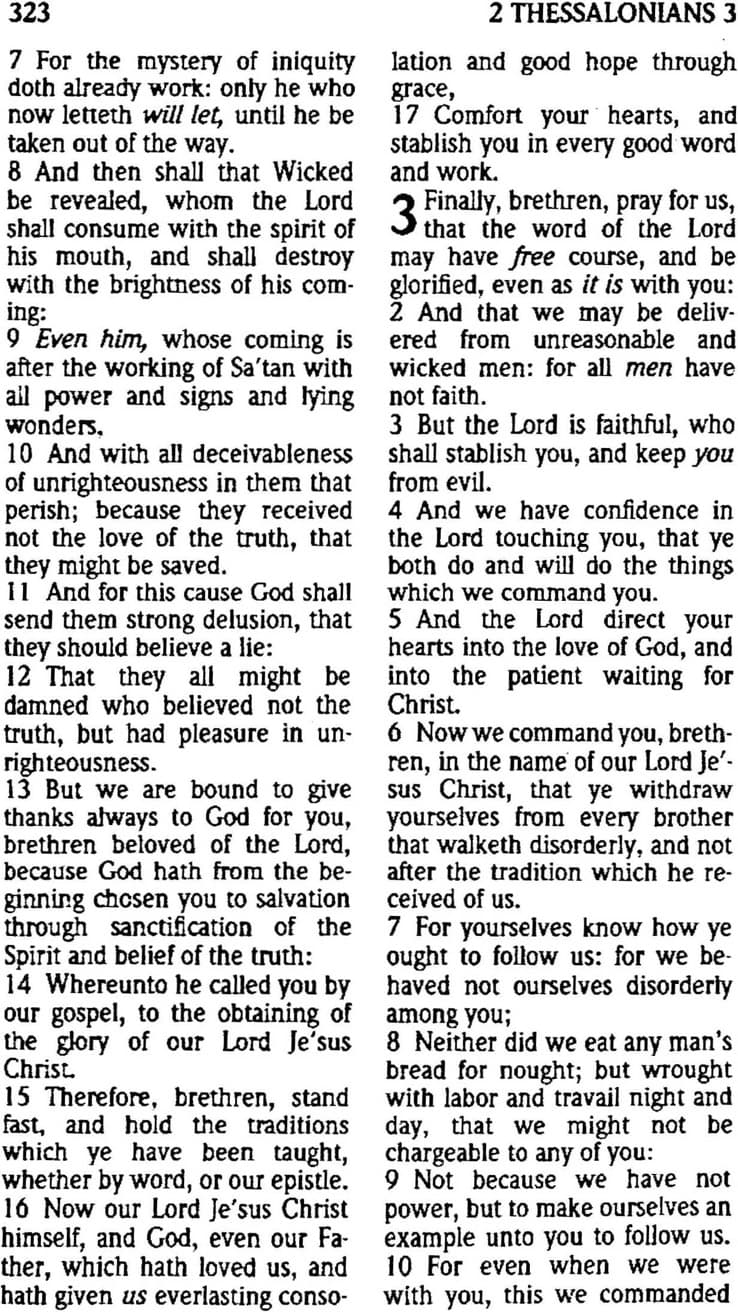 323
2 THESSALONIANS 3
7 For the mystery of iniquity
doth already work: only he who
now letteth will let, until he be
taken out of the way.
8 And then shall that Wicked
be revealed, whom the Lord
shall consume with the spirit of
his mouth, and shall destroy
with the brightness of his com-
ing:
9 Even him, whose coming is
after the working of Sa'tan with
all power and signs and lying
wonders,
10 And with all deceivableness
of unrighteousness in them that
perish; because they received
not the love of the truth, that
they might be saved.
11 And for this cause God shall
send them strong delusion, that
they should believe a lie:
12 That they all might be
damned who believed not the
truth, but had pleasure in un-
righteousness.
13 But we are bound to give
thanks always to God for you,
brethren beloved of the Lord,
because God hath from the be-
ginning chosen you to salvation
through sanctification of the
Spirit and belief of the truth:
14 Whereunto he called you by
our gospel, to the obtaining of
the glory of our Lord Je'sus
Christ.
15 Therefore, brethren, stand
fast, and hold the traditions
which ye have been taught,
whether by word, or our epistle.
16 Now our Lord Je'sus Christ
himself, and God, even our Fa-
ther, which hath loved us, and
hath given us everlasting conso-
lation and good hope through
grace,
17 Comfort your hearts, and
stablish you in every good word
and work.
3 Finally, brethren, pray for us,
that the word of the Lord
may have free course, and be
glorified, even as it is with you:
2 And that we may be deliv-
ered from unreasonable and
wicked men: for all men have
not faith.
3 But the Lord is faithful, who
shall stablish you, and keep you
from evil.
4 And we have confidence in
the Lord touching you, that ye
both do and will do the things
which we command you.
5 And the Lord direct your
hearts into the love of God, and
into the patient waiting for
Christ.
6 Now we command you, breth-
ren, in the name of our Lord Je'-
sus Christ, that ye withdraw
yourselves from every brother
that walketh disorderly, and not
after the tradition which he re-
ceived of us.
7 For yourselves know how ye
ought to follow us: for we be-
haved not ourselves disorderly
among you;
8 Neither did we eat any man's
bread for nought; but wrought
with labor and travail night and
day, that we might not be
chargeable to any of you:
9 Not because we have not
power, but to make ourselves an
example unto you to follow us.
10 For even when we were
with you, this we commanded